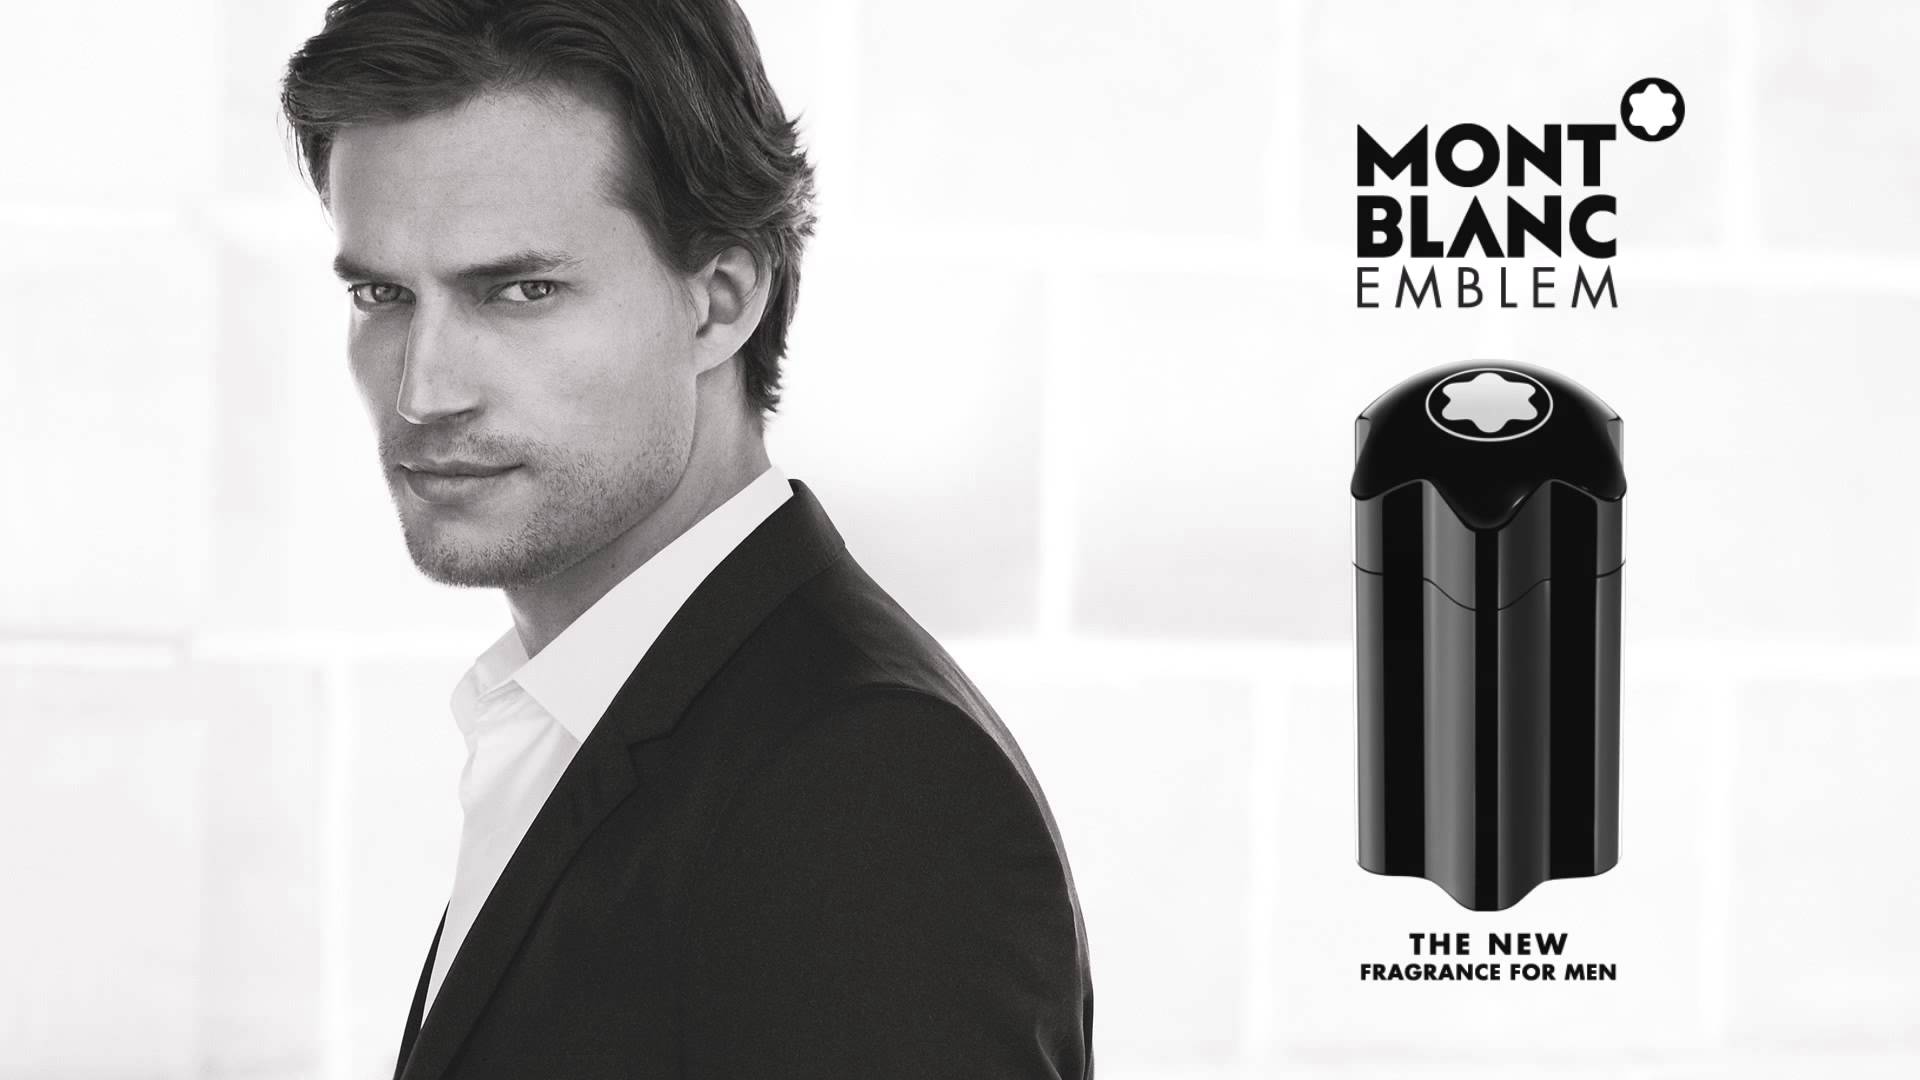 MONT
BLANC
EMBLEM
THE NEW
FRAGRANCE FOR MEN